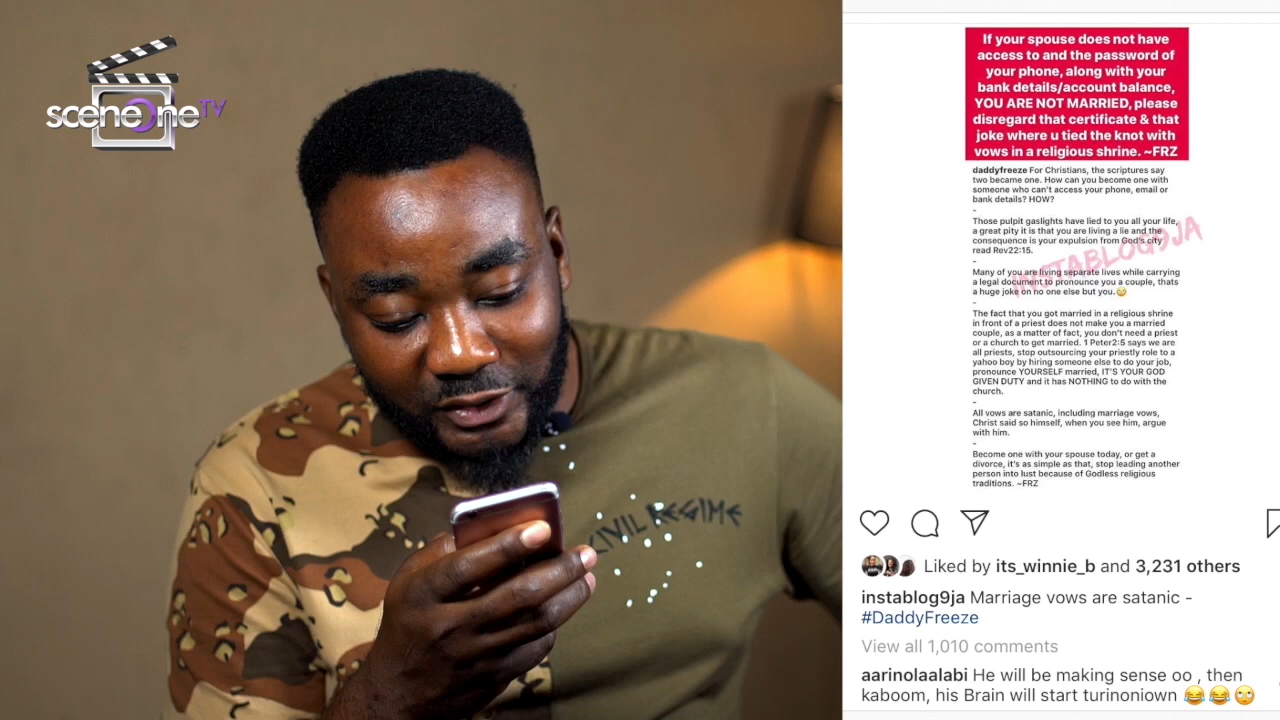 sceneOne TV
CIVIL REGIME
If your spouse does not have
access to and the password of
your phone, along with your
bank details/account balance,
YOU ARE NOT MARRIED, please
disregard that certificate & that
joke where u tied the knot with
vows in a religious shrine. ~FRZ
daddyfreeze For Christians, the scriptures say
two became one. How can you become one with
someone who can't access your phone, email or
bank details? HOW?
-
Those pulpit gaslights have lied to you all your life,
a great pity it is that you are living a lie and the
consequence is your expulsion from God's city
read Rev22:15.
-
Many of you are living separate lives while carrying
a legal document to pronounce you a couple, thats
a huge joke on no one else but you.😳
-
The fact that you got married in a religious shrine
in front of a priest does not make you a married
couple, as a matter of fact, you don't need a priest
or a church to get married. 1 Peter2:5 says we are
all priests, stop outsourcing your priestly role to a
yahoo boy by hiring someone else to do your job,
pronounce YOURSELF married, IT'S YOUR GOD
GIVEN DUTY and it has NOTHING to do with the
church.
-
All vows are satanic, including marriage vows,
Christ said so himself, when you see him, argue
with him.
-
Become one with your spouse today, or get a
divorce, it's as simple as that, stop leading another
person into lust because of Godless religious
traditions. ~FRZ
INSTABLOG9JA
Liked by its_winnie_b and 3,231 others
instablog9ja Marriage vows are satanic -
#DaddyFreeze
View all 1,010 comments
aarinolaalabi He will be making sense oo , then
kaboom, his Brain will start turinoniown 😂😂🙄